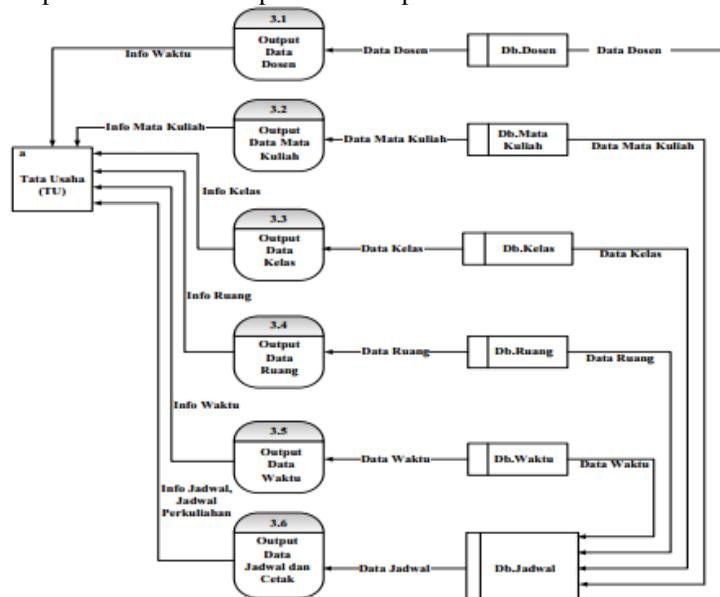 3.1
Output
Data
Dosen
Info Waktu
Data Dosen
Db.Dosen
Data Dosen
3.2
Output
Data Mata
Kuliah
Info Mata Kuliah
Data Mata Kuliah
Db.Mata
Kuliah
Data Mata Kuliah
a
Tata Usaha
(TU)
Info Kelas
3.3
Output
Data
Kelas
Data Kelas
Db.Kelas
Data Kelas
Info Ruang
3.4
Output
Data
Ruang
Data Ruang
Db.Ruang
Data Ruang
Info Waktu
3.5
Output
Data
Waktu
Data Waktu
Db.Waktu
Data Waktu
Info Jadwal,
Jadwal
Perkuliahan
3.6
Output
Data
Jadwal dan
Cetak
Data Jadwal
Db.Jadwal